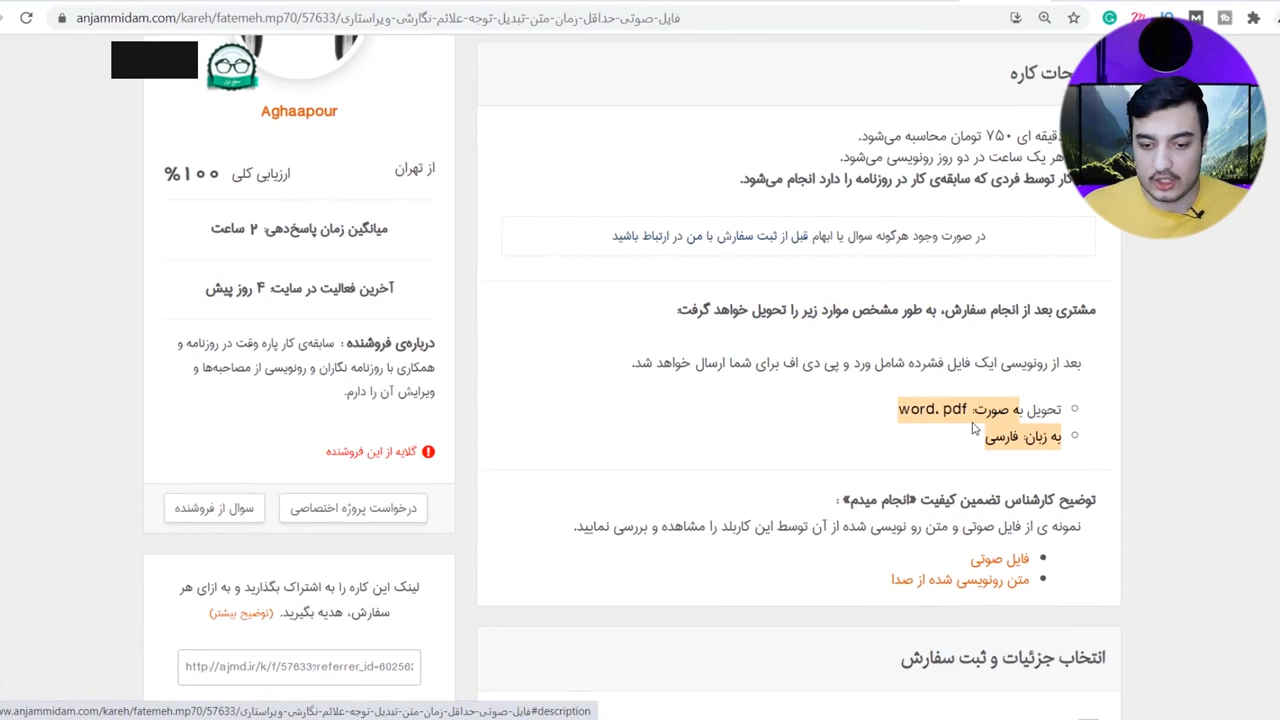 anjammidam.com/kareh/fatemeh.mp70/57633/فایل-صوتی-حداقل-زمان-متن-تبدیل-توجه-علائم-نگارشی-ویراستاری
Aghaapour
از تهران
ارزیابی کلی ۱۰۰%
میانگین زمان پاسخ‌دهی: ۲ ساعت
آخرین فعالیت در سایت: ۴ روز پیش
درباره‌ی فروشنده : سابقه‌ی کار پاره وقت در روزنامه و
همکاری با روزنامه نگاران و رونویسی از مصاحبه‌ها و
ویرایش آن را دارم.
گلایه از این فروشنده
درخواست پروژه اختصاصی
سوال از فروشنده
لینک این کاره را به اشتراک بگذارید و به ازای هر
سفارش، هدیه بگیرید. (توضیح بیشتر)
http://ajmd.ir/k/f/57633?referrer_id=60256
کاره
دقیقه ای ۷۵۰ تومان محاسبه می‌شود.
هر یک ساعت در دو روز رونویسی می‌شود.
کار توسط فردی که سابقه‌ی کار در روزنامه را دارد انجام می‌شود.
در صورت وجود هرگونه سوال یا ابهام قبل از ثبت سفارش با من در ارتباط باشید
مشتری بعد از انجام سفارش، به طور مشخص موارد زیر را تحویل خواهد گرفت:
بعد از رونویسی ایک فایل فشرده شامل ورد و پی دی اف برای شما ارسال خواهد شد.
تحویل به صورت: word، pdf
به زبان: فارسی
توضیح کارشناس تضمین کیفیت «انجام میدم» :
نمونه ی از فایل صوتی و متن رو نویسی شده از آن توسط این کاربلد را مشاهده و بررسی نمایید.
فایل صوتی
متن رونویسی شده از صدا
انتخاب جزئیات و ثبت سفارش
ww.anjammidam.com/kareh/fatemeh.mp70/57633/فایل-صوتی-حداقل-زمان-متن-تبدیل-توجه-علائم-نگارشی-ویراستاری#description